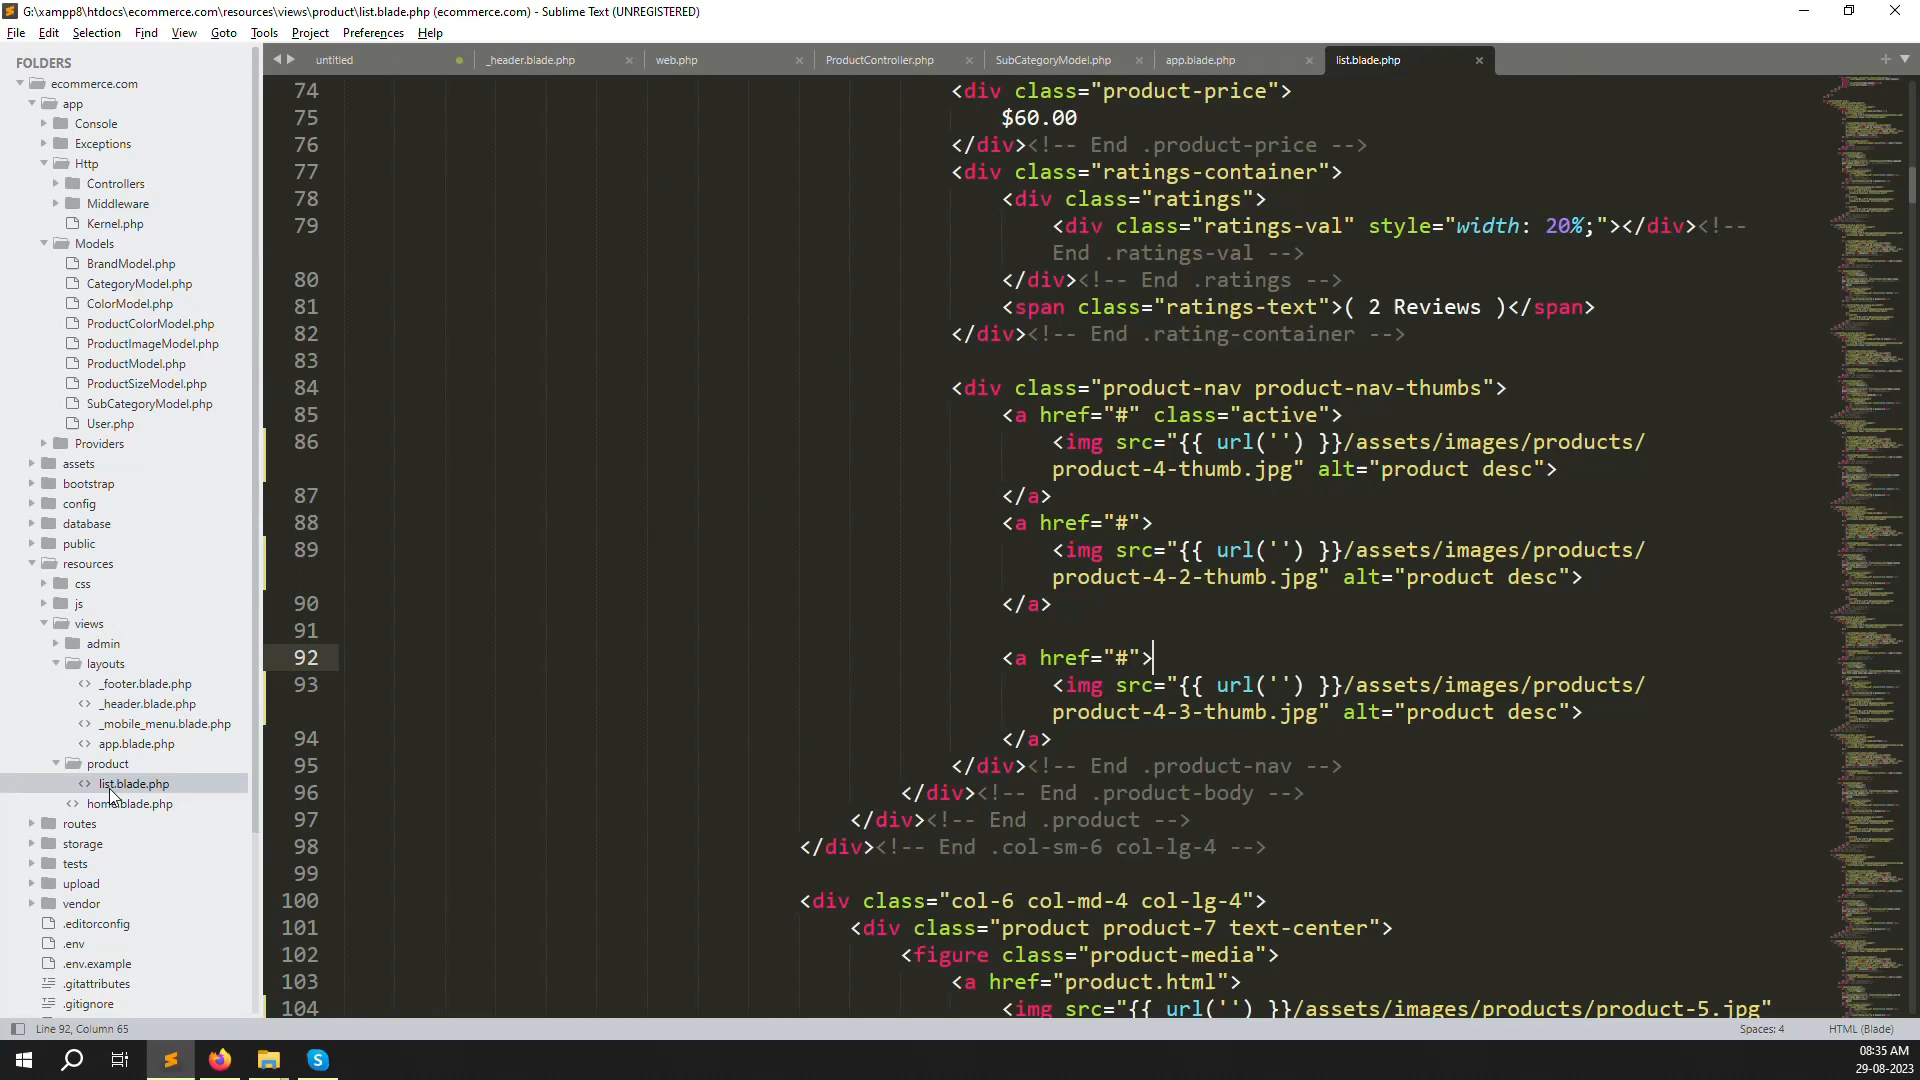 G:\xampp8\htdocs\ecommerce.com\resources\views\product\list.blade.php (ecommerce.com) - Sublime Text (UNREGISTERED)
File Edit Selection Find View Goto Tools Project Preferences Help
FOLDERS
ecommerce.com
app
Console
Exceptions
Http
Controllers
Middleware
Kernel.php
Models
BrandModel.php
CategoryModel.php
ColorModel.php
ProductColorModel.php
ProductImageModel.php
ProductModel.php
ProductSizeModel.php
SubCategoryModel.php
User.php
Providers
assets
bootstrap
config
database
public
resources
css
js
views
admin
layouts
_footer.blade.php
_header.blade.php
_mobile_menu.blade.php
app.blade.php
product
list.blade.php
home.blade.php
routes
storage
tests
upload
vendor
.editorconfig
.env
.env.example
.gitattributes
.gitignore
untitled _header.blade.php web.php ProductController.php SubCategoryModel.php app.blade.php list.blade.php
74 <div class="product-price">
75 $60.00
76 </div><!-- End .product-price -->
77 <div class="ratings-container">
78 <div class="ratings">
79 <div class="ratings-val" style="width: 20%;"></div><!--
End .ratings-val -->
80 </div><!-- End .ratings -->
81 <span class="ratings-text">( 2 Reviews )</span>
82 </div><!-- End .rating-container -->
83
84 <div class="product-nav product-nav-thumbs">
85 <a href="#" class="active">
86 <img src="{{ url('') }}/assets/images/products/
product-4-thumb.jpg" alt="product desc">
87 </a>
88 <a href="#">
89 <img src="{{ url('') }}/assets/images/products/
product-4-2-thumb.jpg" alt="product desc">
90 </a>
91
92 <a href="#">
93 <img src="{{ url('') }}/assets/images/products/
product-4-3-thumb.jpg" alt="product desc">
94 </a>
95 </div><!-- End .product-nav -->
96 </div><!-- End .product-body -->
97 </div><!-- End .product -->
98 </div><!-- End .col-sm-6 col-lg-4 -->
99
100 <div class="col-6 col-md-4 col-lg-4">
101 <div class="product product-7 text-center">
102 <figure class="product-media">
103 <a href="product.html">
104 <img src="{{ url('') }}/assets/images/products/product-5.jpg"
Line 92, Column 65
Spaces: 4
HTML (Blade)
08:35 AM
29-08-2023